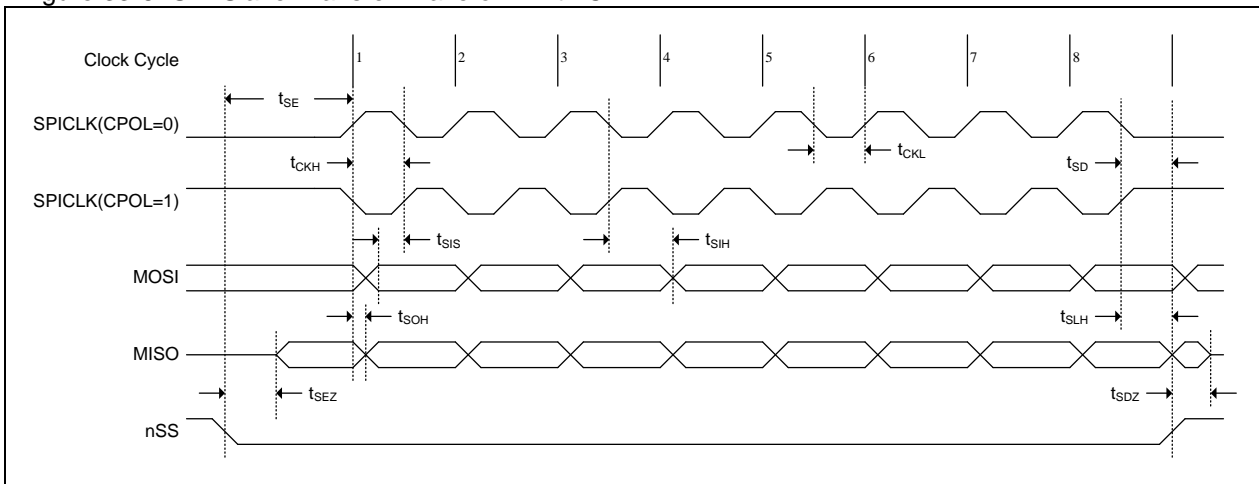 Clock Cycle
1 2 3 4 5 6 7 8
tSE
SPICLK(CPOL=0)
tCKH
tCKL
tSD
SPICLK(CPOL=1)
tSIS
tSIH
MOSI
tSOH
tSLH
MISO
tSEZ
tSDZ
nSS